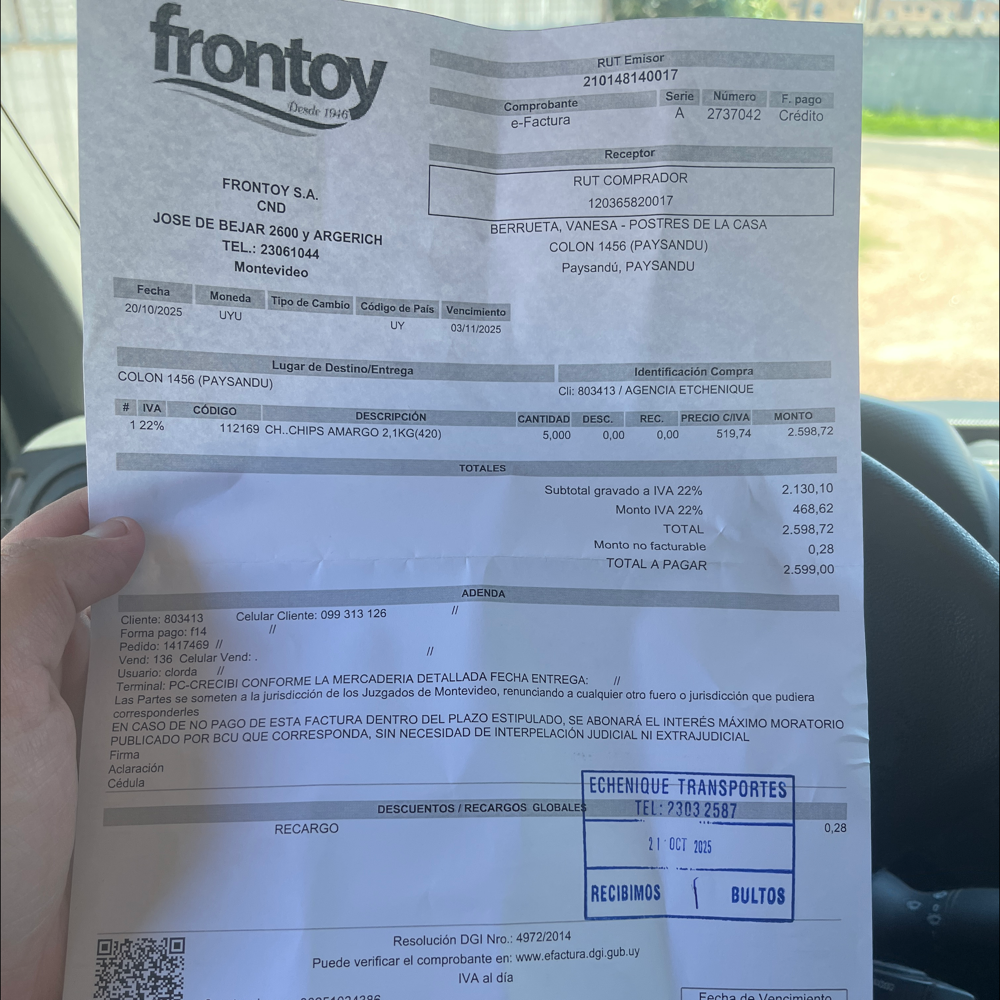 frontoy
Desde 1946
RUT Emisor
210148140017
Comprobante Serie Número F. pago
e-Factura A 2737042 Crédito
Receptor
RUT COMPRADOR
120365820017
BERRUETA, VANESA - POSTRES DE LA CASA
COLON 1456 (PAYSANDU)
Paysandú, PAYSANDU
FRONTOY S.A.
CND
JOSE DE BEJAR 2600 y ARGERICH
TEL.: 23061044
Montevideo
Fecha Moneda Tipo de Cambio Código de País Vencimiento
20/10/2025 UYU UY 03/11/2025
Lugar de Destino/Entrega Identificación Compra
COLON 1456 (PAYSANDU) Cli: 803413 / AGENCIA ETCHENIQUE
# IVA CÓDIGO DESCRIPCIÓN CANTIDAD DESC. REC. PRECIO C/IVA MONTO
1 22% 112169 CH..CHIPS AMARGO 2,1KG(420) 5,000 0,00 0,00 519,74 2.598,72
TOTALES
Subtotal gravado a IVA 22% 2.130,10
Monto IVA 22% 468,62
TOTAL 2.598,72
Monto no facturable 0,28
TOTAL A PAGAR 2.599,00
ADENDA
Cliente: 803413 Celular Cliente: 099 313 126 //
Forma pago: f14 //
Pedido: 1417469 //
Vend: 136 Celular Vend: . //
Usuario: clorda //
Terminal: PC-CRECIBI CONFORME LA MERCADERIA DETALLADA FECHA ENTREGA: //
Las Partes se someten a la jurisdicción de los Juzgados de Montevideo, renunciando a cualquier otro fuero o jurisdicción que pudiera
corresponderles
EN CASO DE NO PAGO DE ESTA FACTURA DENTRO DEL PLAZO ESTIPULADO, SE ABONARÁ EL INTERÉS MÁXIMO MORATORIO
PUBLICADO POR BCU QUE CORRESPONDA, SIN NECESIDAD DE INTERPELACIÓN JUDICIAL NI EXTRAJUDICIAL
Firma
Aclaración
Cédula
DESCUENTOS / RECARGOS GLOBALES
RECARGO 0,28
ECHENIQUE TRANSPORTES
TEL: 2303 2587
21 OCT 2025
RECIBIMOS 1 BULTOS
Resolución DGI Nro.: 4972/2014
Puede verificar el comprobante en: www.efactura.dgi.gub.uy
IVA al día
Fecha de Vencimiento